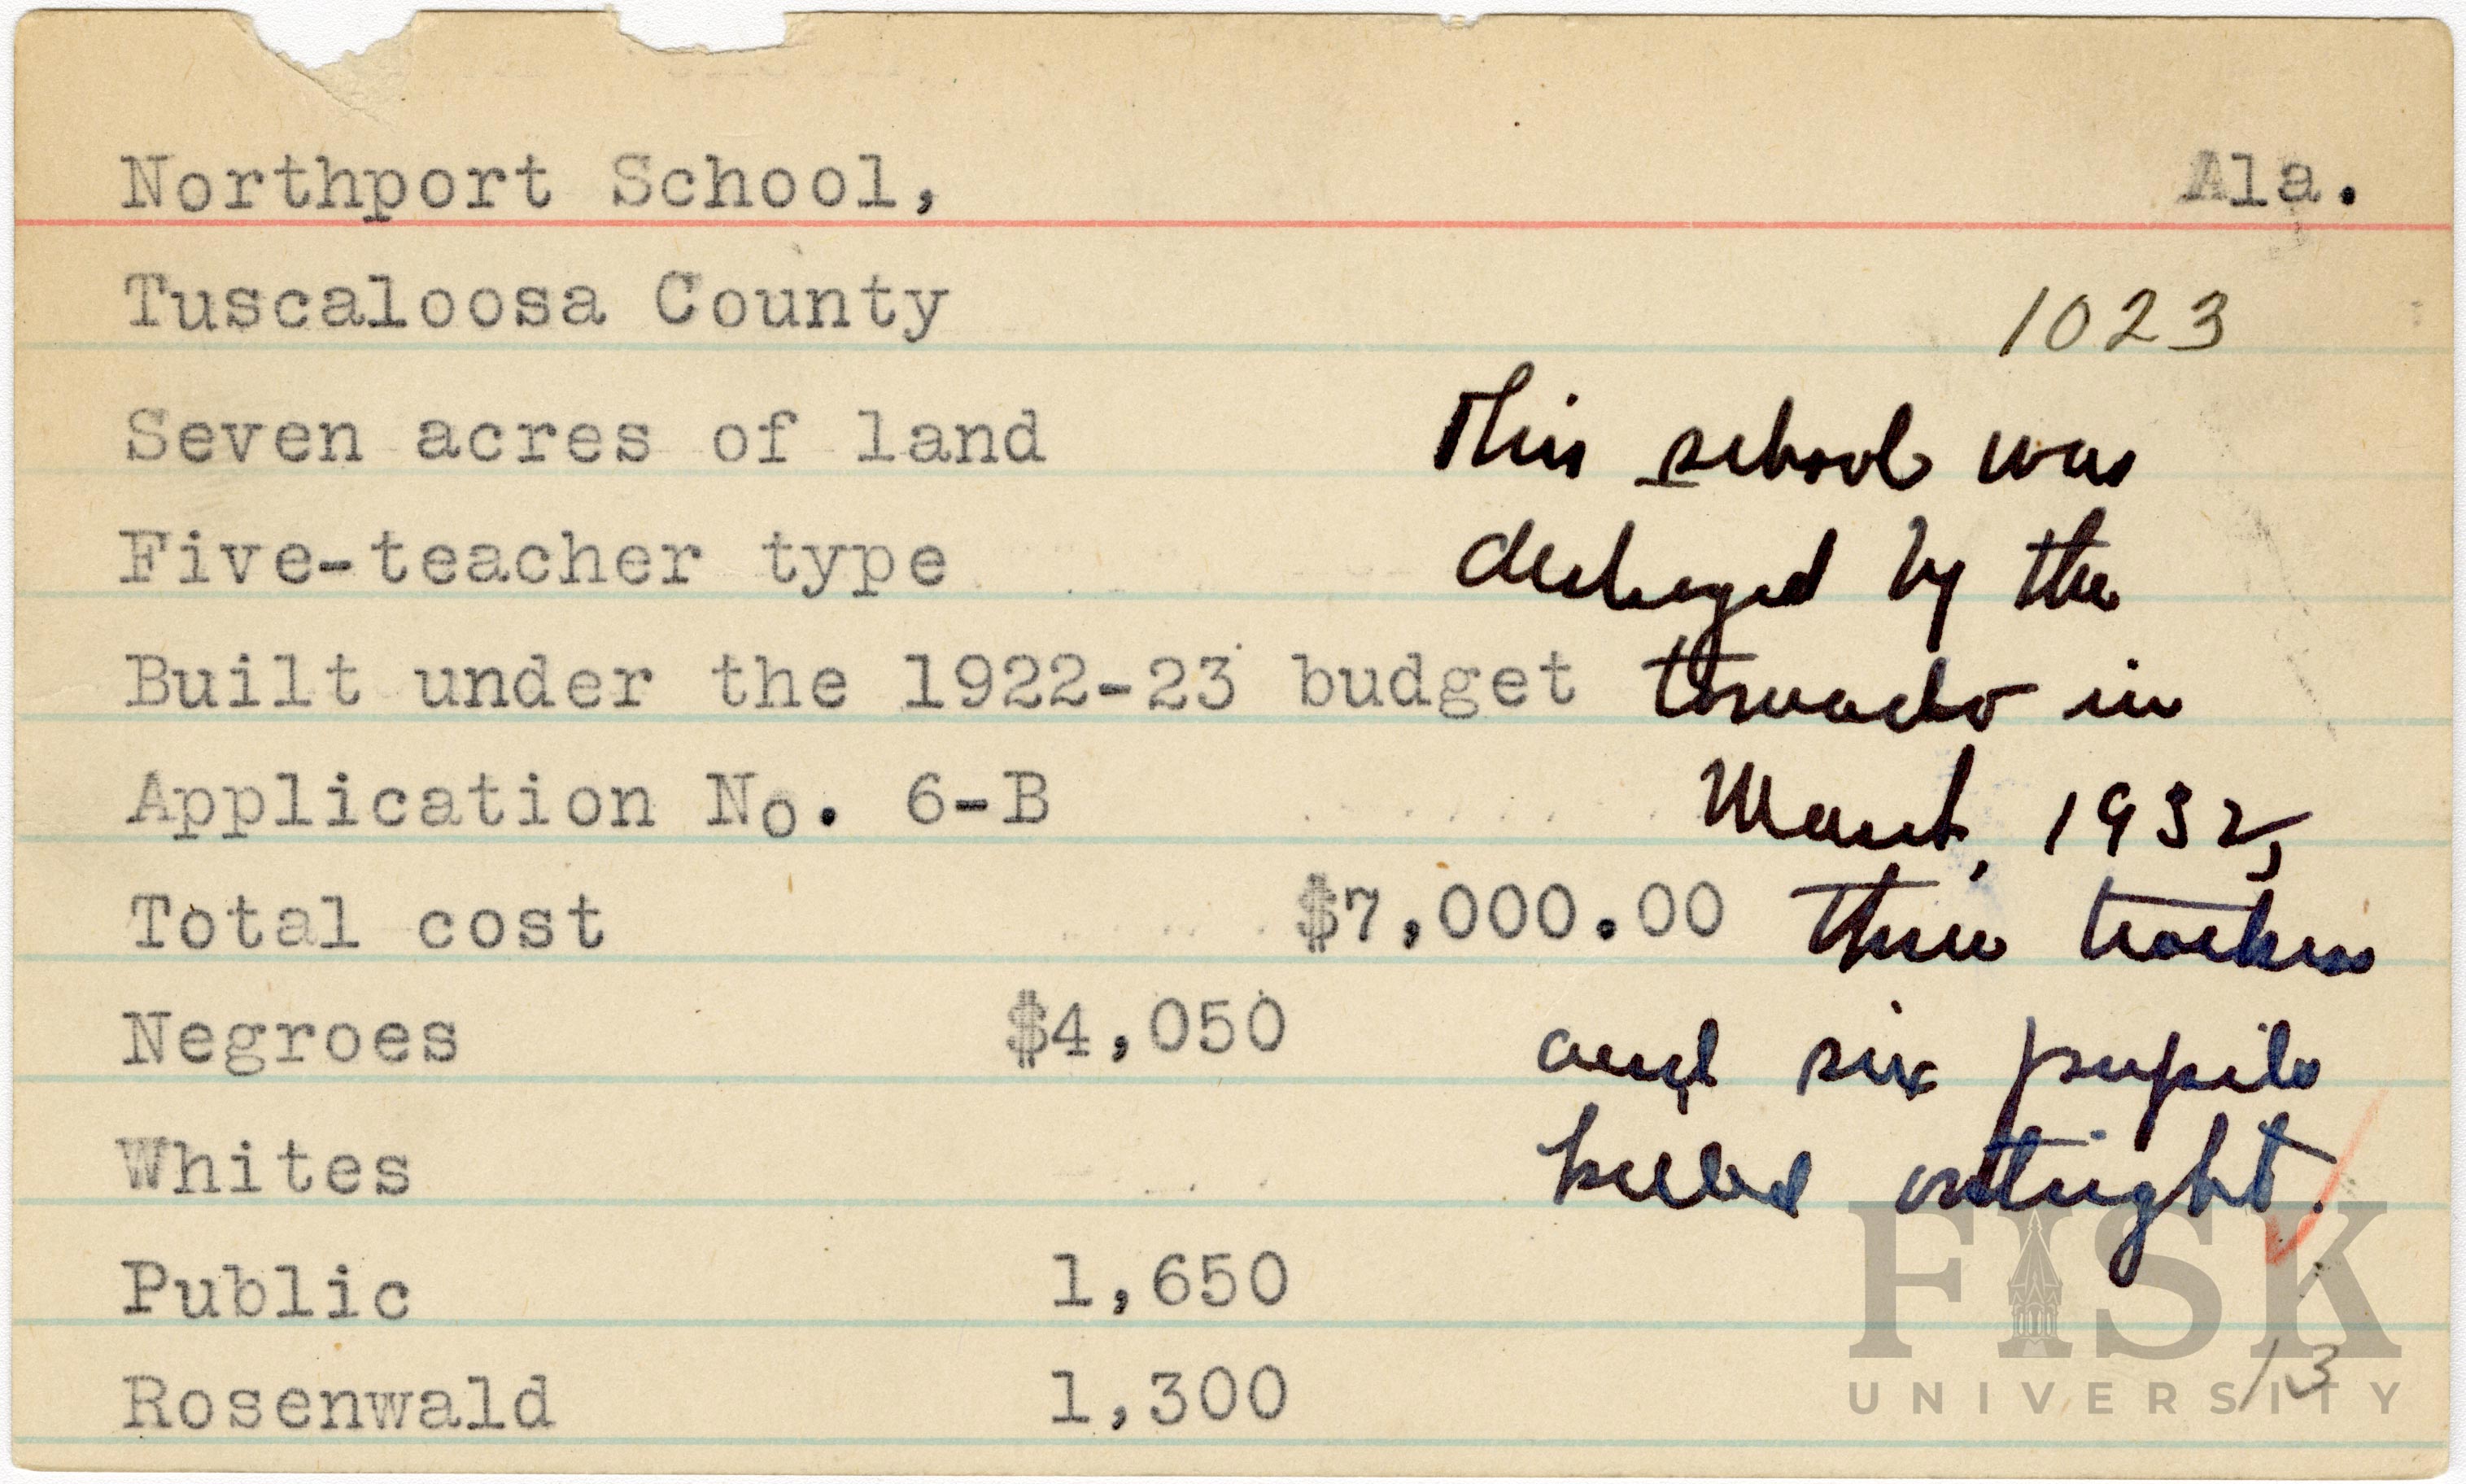 Northport School, Ala.
Tuscaloosa County
1023
Seven acres of land
Five-teacher type
Built under the 1922-23 budget
Application No. 6-B
Total cost $7,000.00
Negroes $4,050
Whites
Public 1,650
Rosenwald 1,300
This school was
destroyed by the
tornado in
March, 1932,
three teachers
and six pupils
killed outright.
13
FISK
UNIVERSITY